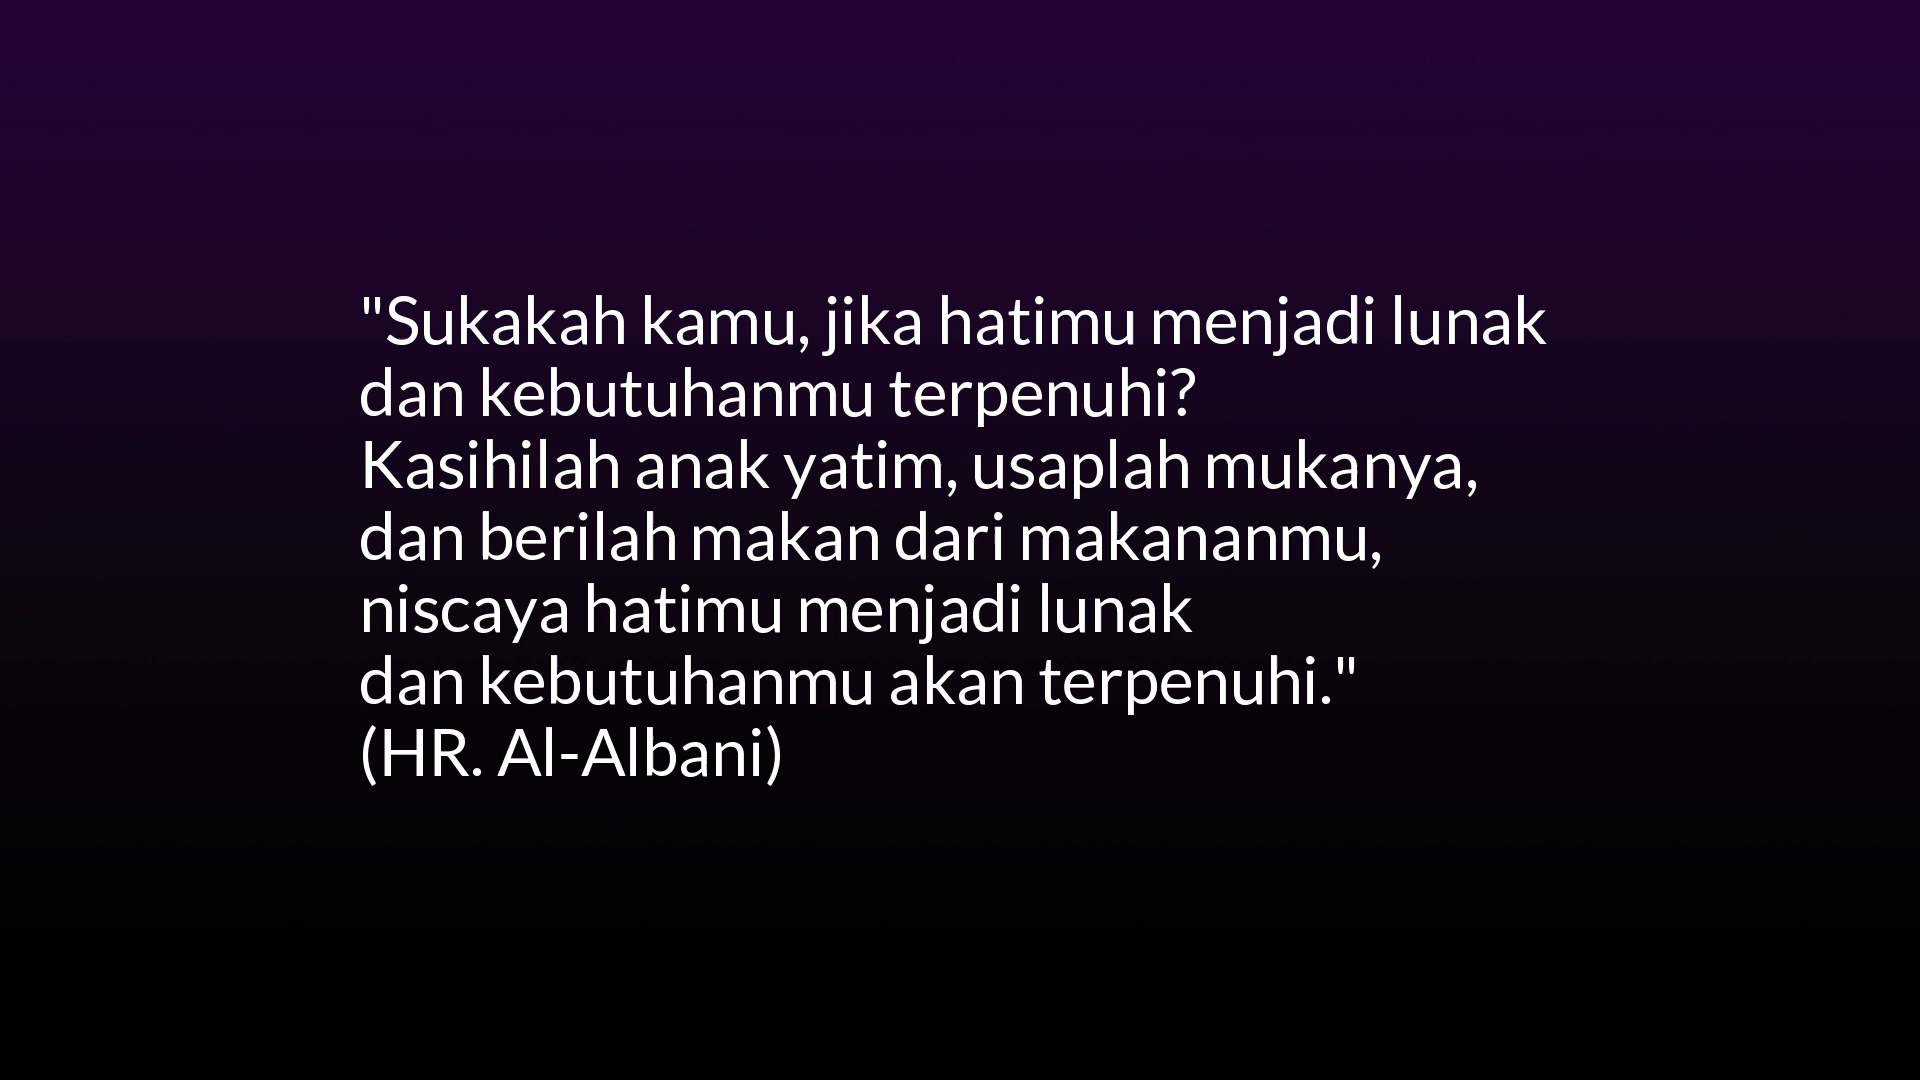 "Sukakah kamu, jika hatimu menjadi lunak
dan kebutuhanmu terpenuhi?
Kasihilah anak yatim, usaplah mukanya,
dan berilah makan dari makananmu,
niscaya hatimu menjadi lunak
dan kebutuhanmu akan terpenuhi."
(HR. Al-Albani)